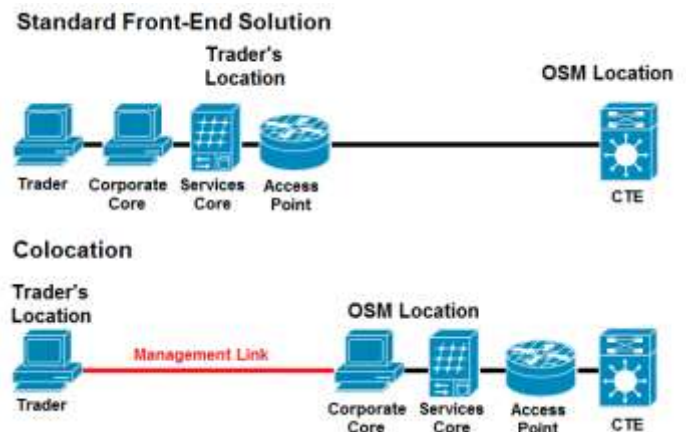 Standard Front-End Solution
Trader's
Location
OSM Location
Trader
Corporate
Core
Services
Core
Access
Point
CTE
Colocation
Trader's
Location
OSM Location
Management Link
Trader
Corporate
Core
Services
Core
Access
Point
CTE